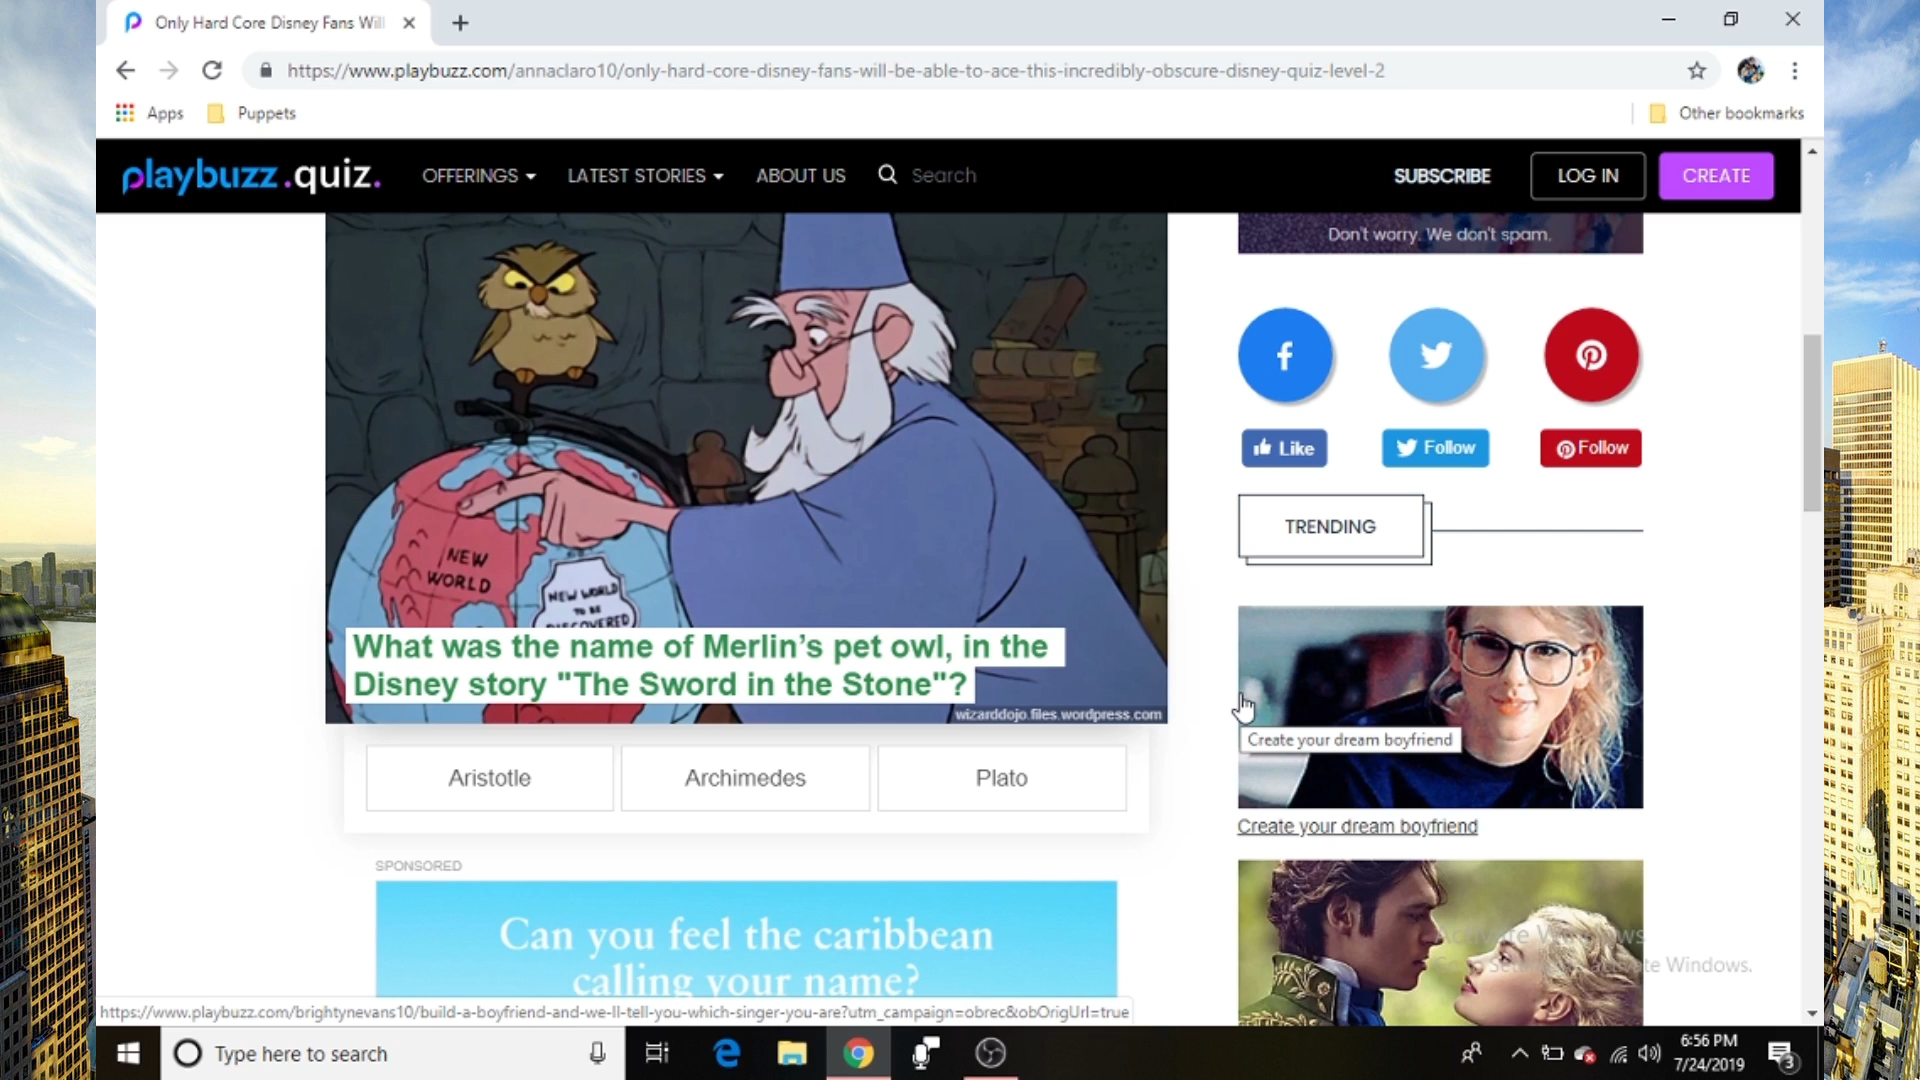 Only Hard Core Disney Fans Will
https://www.playbuzz.com/annaclaro10/only-hard-core-disney-fans-will-be-able-to-ace-this-incredibly-obscure-disney-quiz-level-2
Apps Puppets Other bookmarks
playbuzz.quiz. OFFERINGS LATEST STORIES ABOUT US Search SUBSCRIBE LOG IN CREATE
Don't worry. We don't spam.
Like Follow Follow
TRENDING
NEW
WORLD
NEW WORLD
TO BE
DISCOVERED
What was the name of Merlin’s pet owl, in the
Disney story "The Sword in the Stone"?
wizarddojo.files.wordpress.com
Create your dream boyfriend
Aristotle Archimedes Plato
Create your dream boyfriend
SPONSORED
Can you feel the caribbean
calling your name?
Windows.
https://www.playbuzz.com/brightynevans10/build-a-boyfriend-and-we-ll-tell-you-which-singer-you-are?utm_campaign=obrec&obOrigUrl=true
Type here to search
6:56 PM
7/24/2019
3